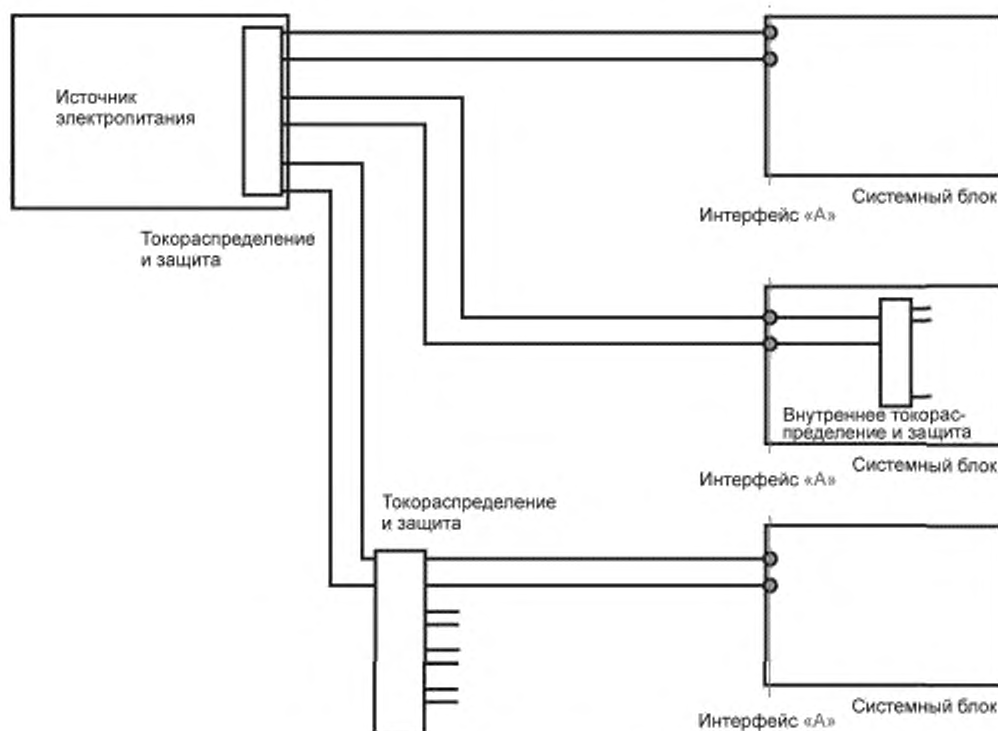 Источник
электропитания
Токораспределение
и защита
Системный блок
Интерфейс «А»
Внутреннее токорас-
пределение и защита
Системный блок
Интерфейс «А»
Токораспределение
и защита
Системный блок
Интерфейс «А»